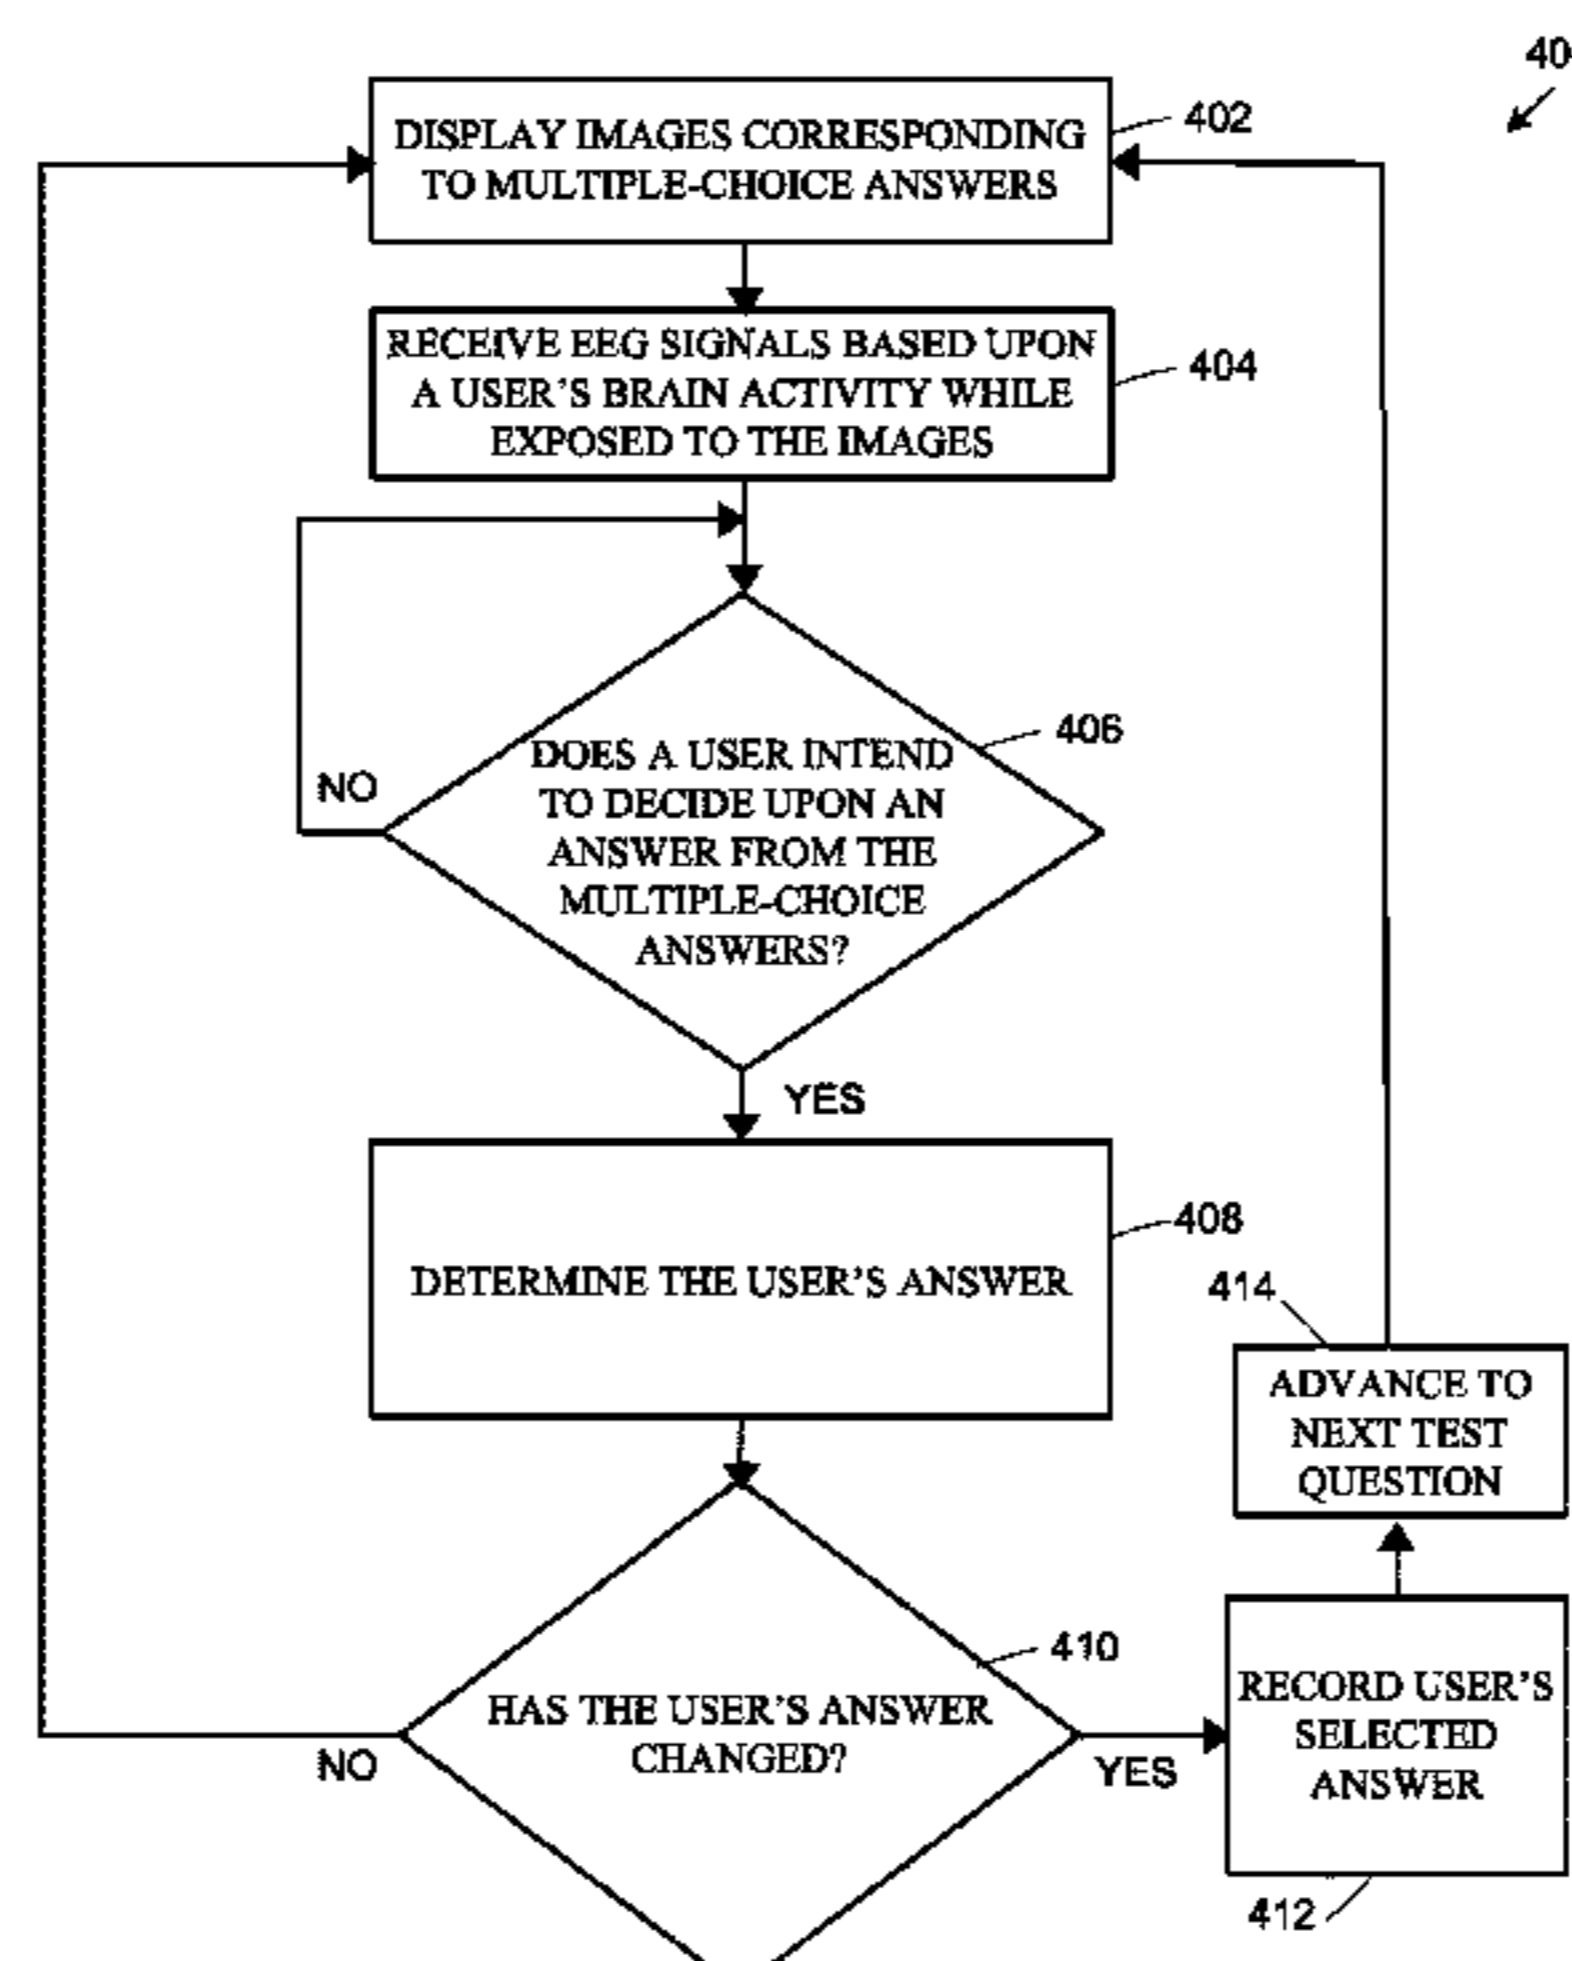 40
402
DISPLAY IMAGES CORRESPONDING
TO MULTIPLE-CHOICE ANSWERS
RECEIVE EEG SIGNALS BASED UPON
A USER'S BRAIN ACTIVITY WHILE
EXPOSED TO THE IMAGES
404
406
DOES A USER INTEND
TO DECIDE UPON AN
ANSWER FROM THE
MULTIPLE-CHOICE
ANSWERS?
NO
YES
408
DETERMINE THE USER'S ANSWER
414
ADVANCE TO
NEXT TEST
QUESTION
410
HAS THE USER'S ANSWER
CHANGED?
NO
YES
RECORD USER'S
SELECTED
ANSWER
412